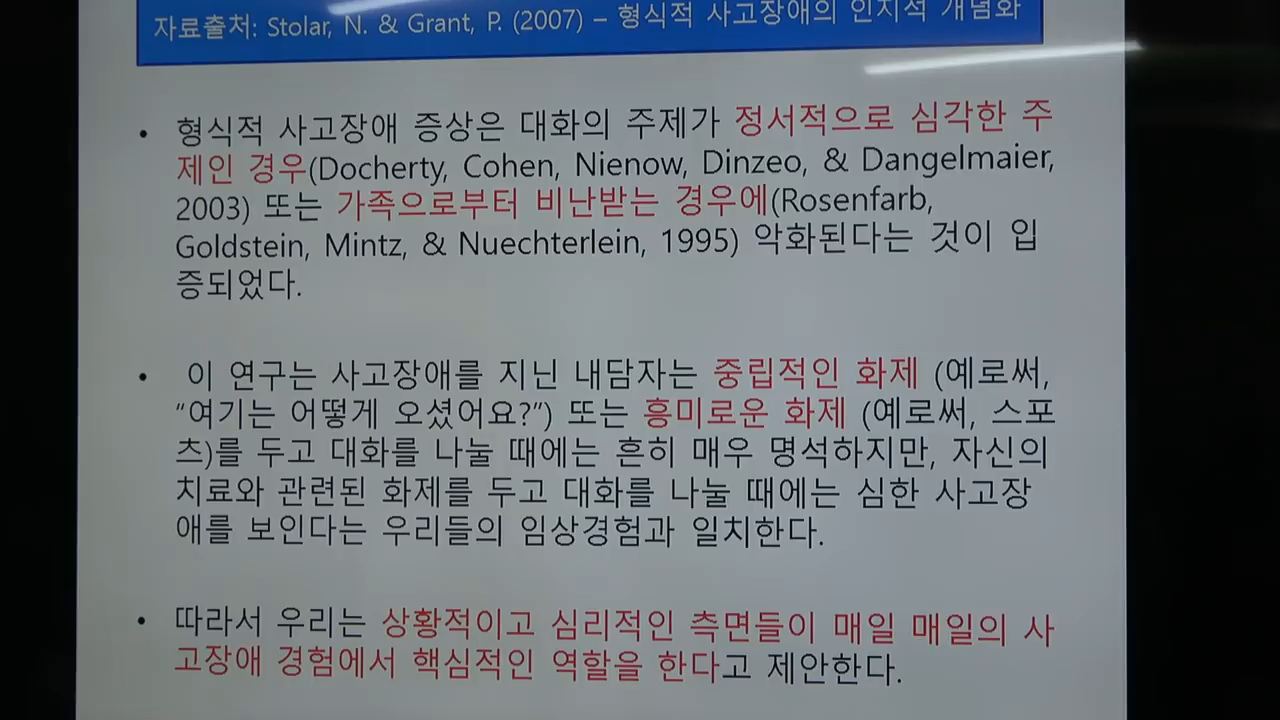 자료출처: Stolar, N. & Grant, P. (2007) – 형식적 사고장애의 인지적 개념화
• 형식적 사고장애 증상은 대화의 주제가 정서적으로 심각한 주
제인 경우(Docherty, Cohen, Nienow, Dinzeo, & Dangelmaier,
2003) 또는 가족으로부터 비난받는 경우에(Rosenfarb,
Goldstein, Mintz, & Nuechterlein, 1995) 악화된다는 것이 입
증되었다.
• 이 연구는 사고장애를 지닌 내담자는 중립적인 화제 (예로써,
“여기는 어떻게 오셨어요?”) 또는 흥미로운 화제 (예로써, 스포
츠)를 두고 대화를 나눌 때에는 흔히 매우 명석하지만, 자신의
치료와 관련된 화제를 두고 대화를 나눌 때에는 심한 사고장
애를 보인다는 우리들의 임상경험과 일치한다.
• 따라서 우리는 상황적이고 심리적인 측면들이 매일 매일의 사
고장애 경험에서 핵심적인 역할을 한다고 제안한다.